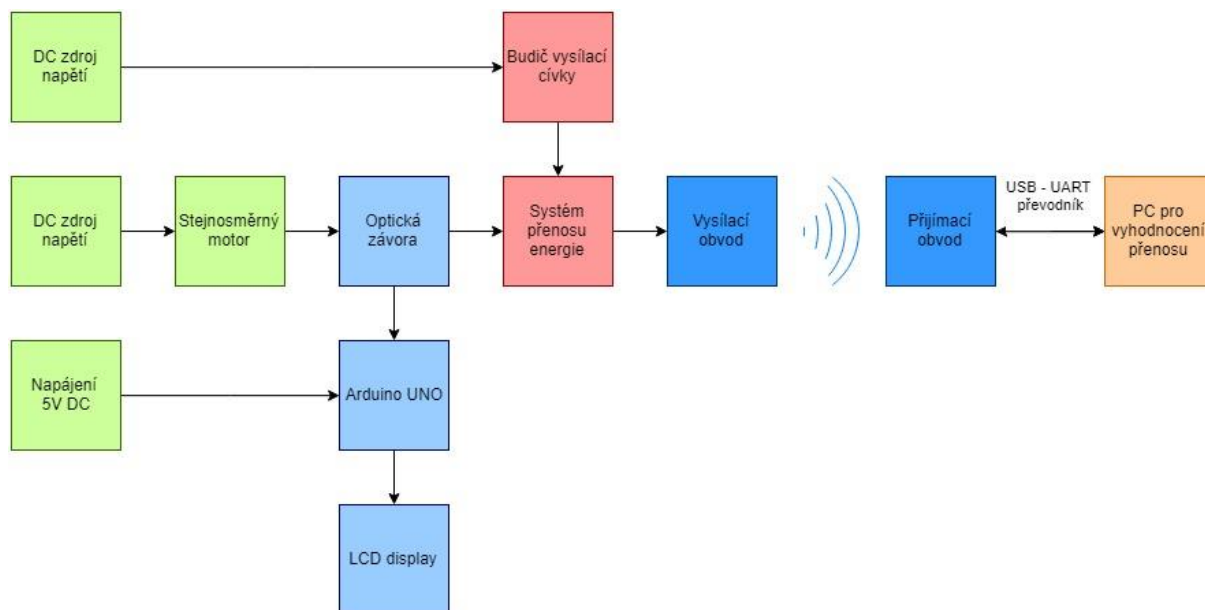 DC zdroj
napětí
Budič vysílací
cívky
DC zdroj
napětí
Stejnosměrný
motor
Optická
závora
Systém
přenosu
energie
Vysílací
obvod
Přijímací
obvod
USB - UART
převodník
PC pro
vyhodnocení
přenosu
Napájení
5V DC
Arduino UNO
LCD display